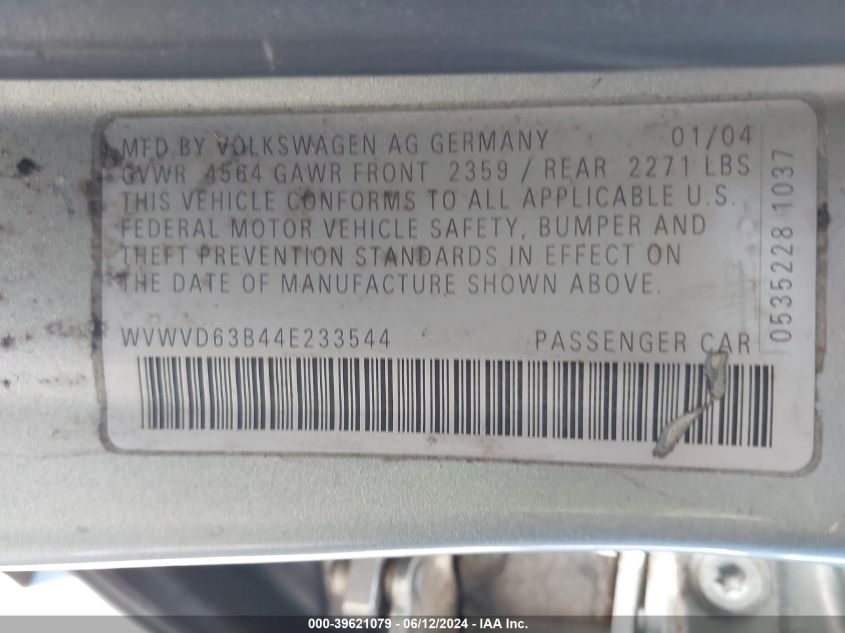 MFD BY VOLKSWAGEN AG GERMANY 01/04
GVWR 4564 GAWR FRONT 2359 / REAR 2271 LBS
THIS VEHICLE CONFORMS TO ALL APPLICABLE U.S.
FEDERAL MOTOR VEHICLE SAFETY, BUMPER AND
THEFT PREVENTION STANDARDS IN EFFECT ON
THE DATE OF MANUFACTURE SHOWN ABOVE.
WVWVD63B44E233544 PASSENGER CAR
0535228 1037
000-39621079 - 06/12/2024 - IAA Inc.